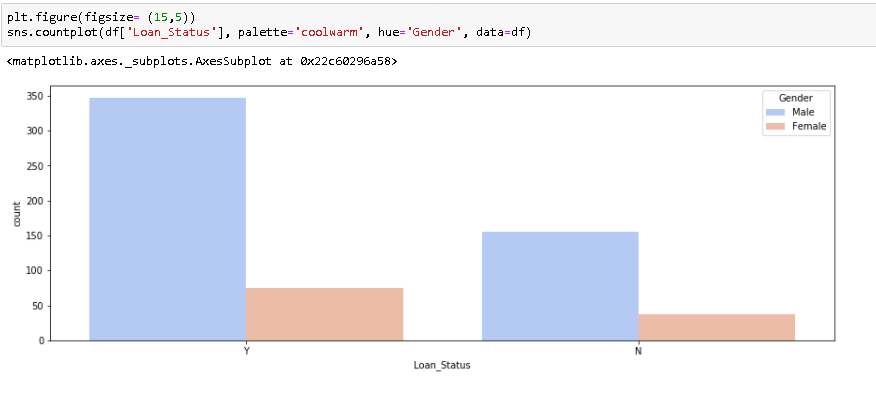 plt.figure(figsize= (15,5))
sns.countplot(df['Loan_Status'], palette='coolwarm', hue='Gender', data=df)
<matplotlib.axes._subplots.AxesSubplot at 0x22c60296a58>
350
300
250
200
150
100
50
0
count
Gender
Male
Female
Y
N
Loan_Status